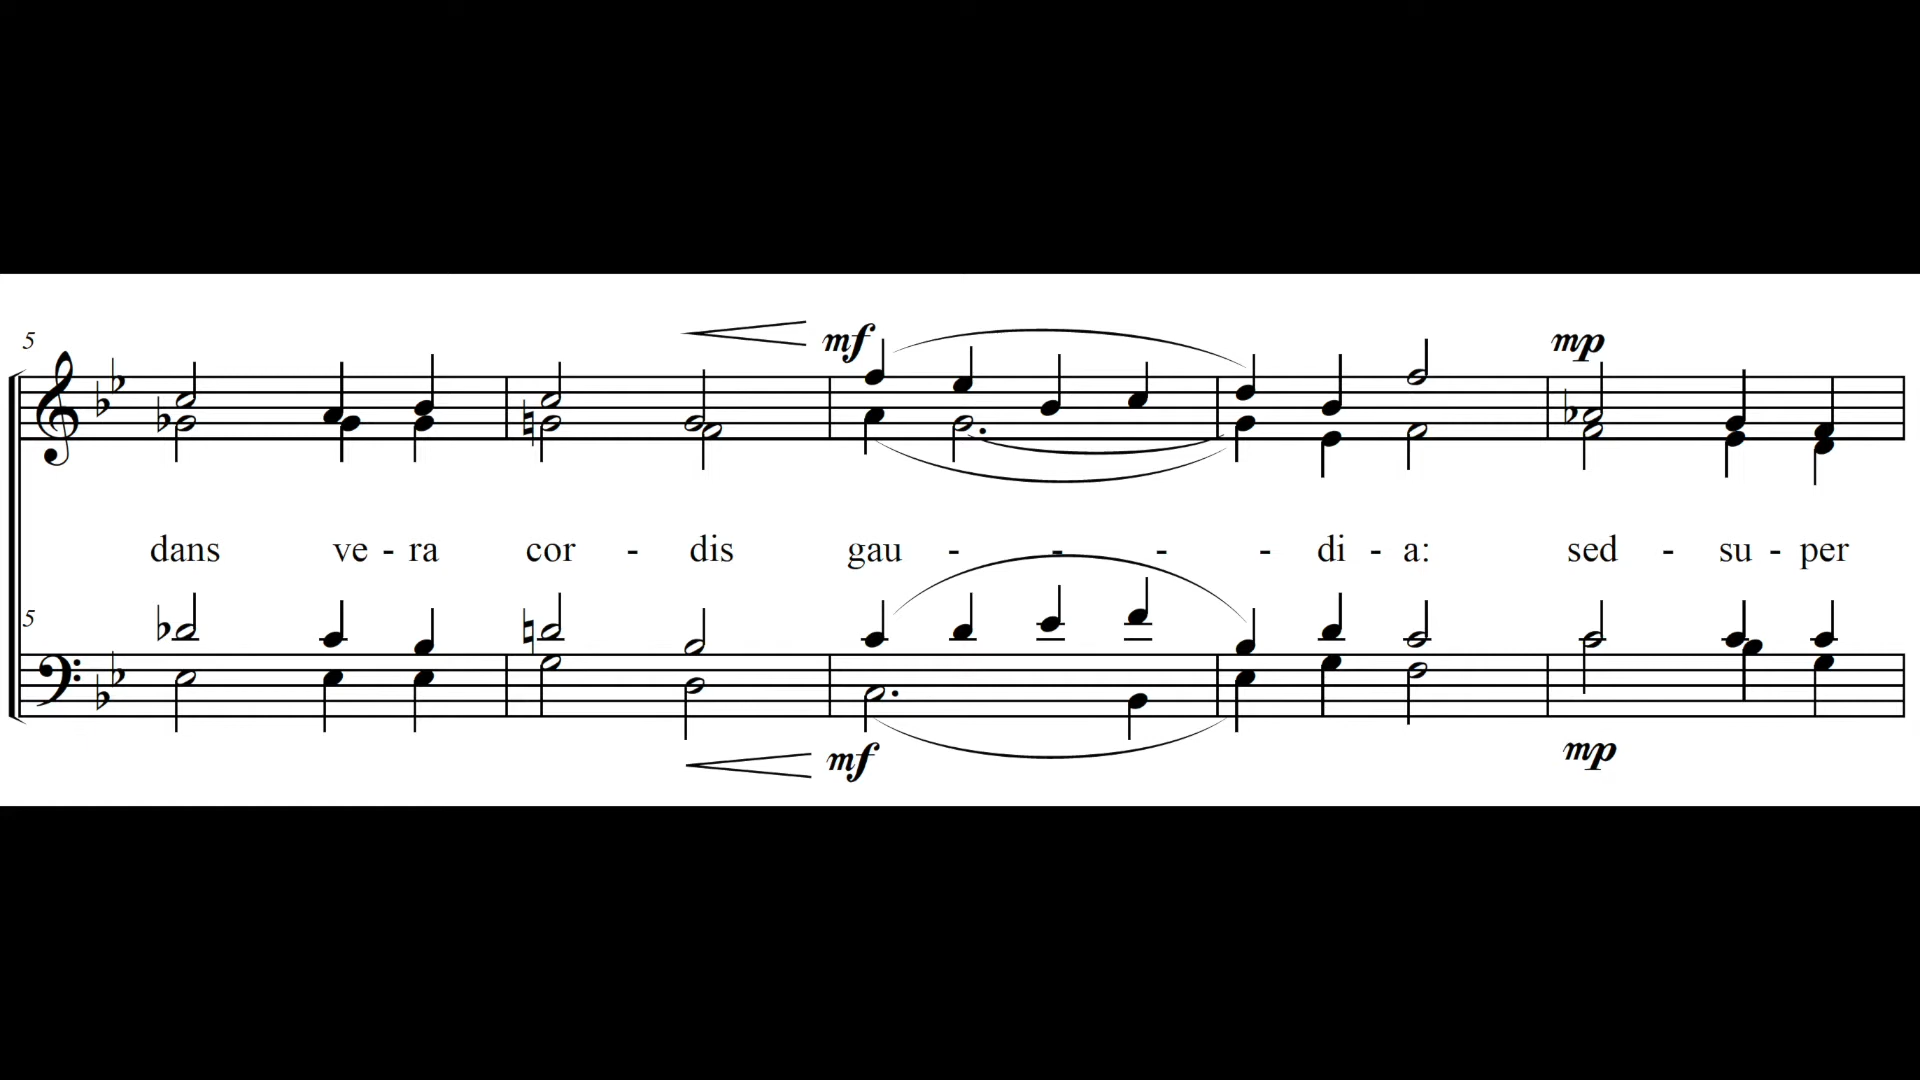 5
mf
mp
dans ve - ra cor - dis gau - - - - di - a: sed - su - per
5
mf
mp